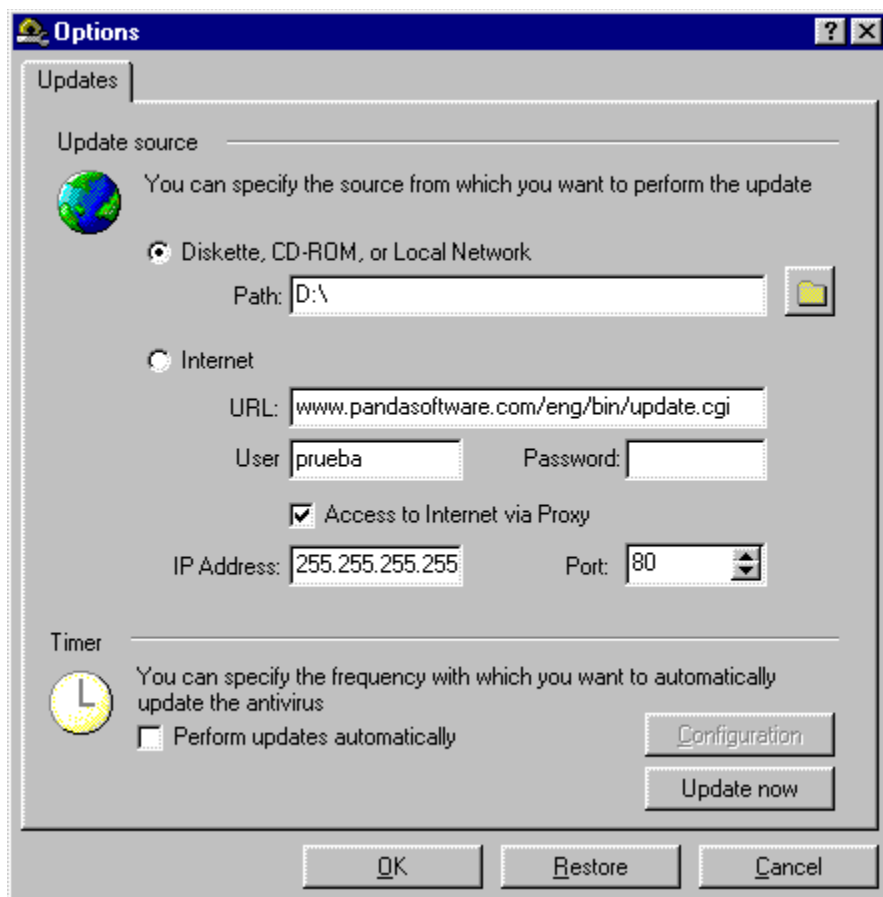 Options
Updates
Update source
You can specify the source from which you want to perform the update
Diskette, CD-ROM, or Local Network
Path: D:\
Internet
URL: www.pandasoftware.com/eng/bin/update.cgi
User prueba Password:
Access to Internet via Proxy
IP Address: 255.255.255.255 Port: 80
Timer
You can specify the frequency with which you want to automatically
update the antivirus
Perform updates automatically
Configuration
Update now
OK Restore Cancel